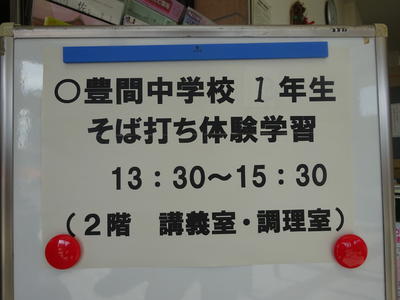 ○豊間中学校 1年生
そば打ち体験学習
13：30～15：30
（２階　講義室・調理室）